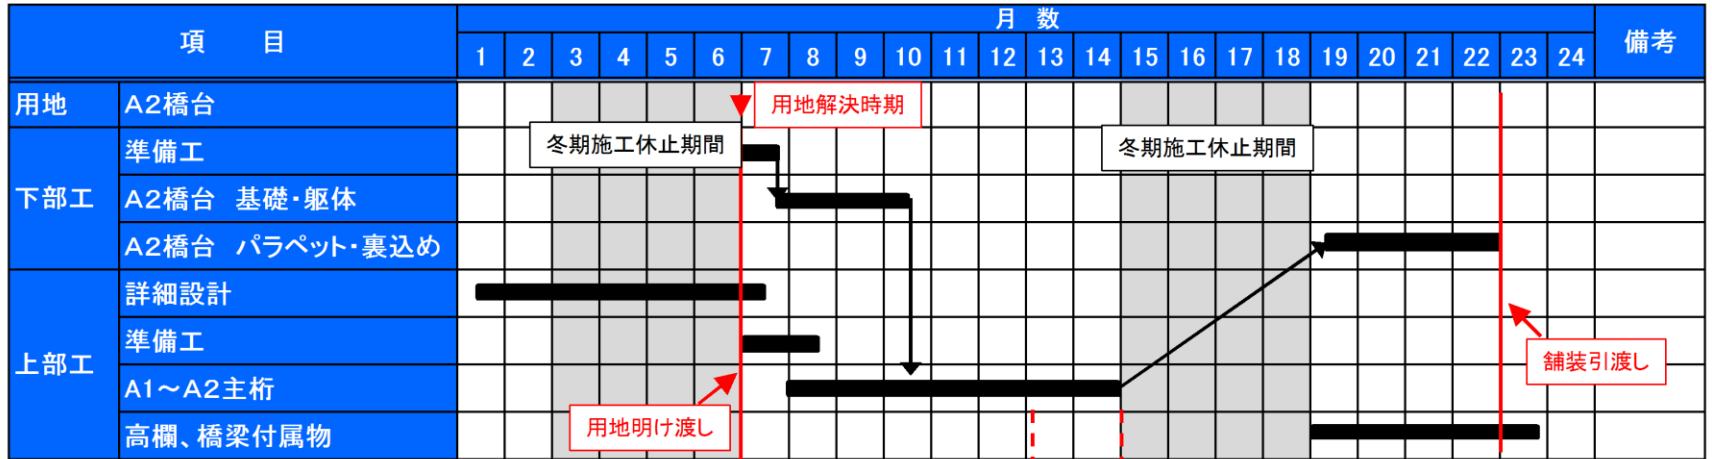 項　　目
月　数
備考
1 2 3 4 5 6 7 8 9 10 11 12 13 14 15 16 17 18 19 20 21 22 23 24
用地
A2橋台
用地解決時期
下部工
準備工
冬期施工休止期間
冬期施工休止期間
A2橋台　基礎・躯体
A2橋台　パラペット・裏込め
上部工
詳細設計
準備工
舗装引渡し
A1～A2主桁
用地明け渡し
高欄、橋梁付属物